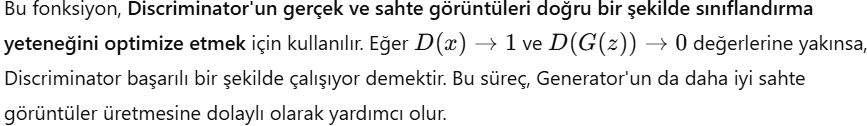 Bu fonksiyon, Discriminator'un gerçek ve sahte görüntüleri doğru bir şekilde sınıflandırma
yeteneğini optimize etmek için kullanılır. Eğer D(x) → 1 ve D(G(z)) → 0 değerlerine yakınsa,
Discriminator başarılı bir şekilde çalışıyor demektir. Bu süreç, Generator'un da daha iyi sahte
görüntüler üretmesine dolaylı olarak yardımcı olur.